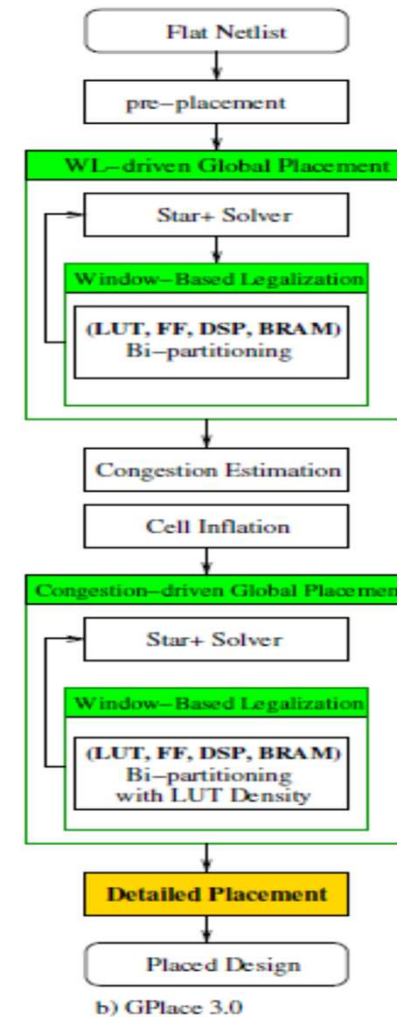 Flat Netlist
pre-placement
WL-driven Global Placement
Star+ Solver
Window-Based Legalization
(LUT, FF, DSP, BRAM)
Bi-partitioning
Congestion Estimation
Cell Inflation
Congestion-driven Global Placemen
Star+ Solver
Window-Based Legalization
(LUT, FF, DSP, BRAM)
Bi-partitioning
with LUT Density
Detailed Placement
Placed Design
b) GPlace 3.0